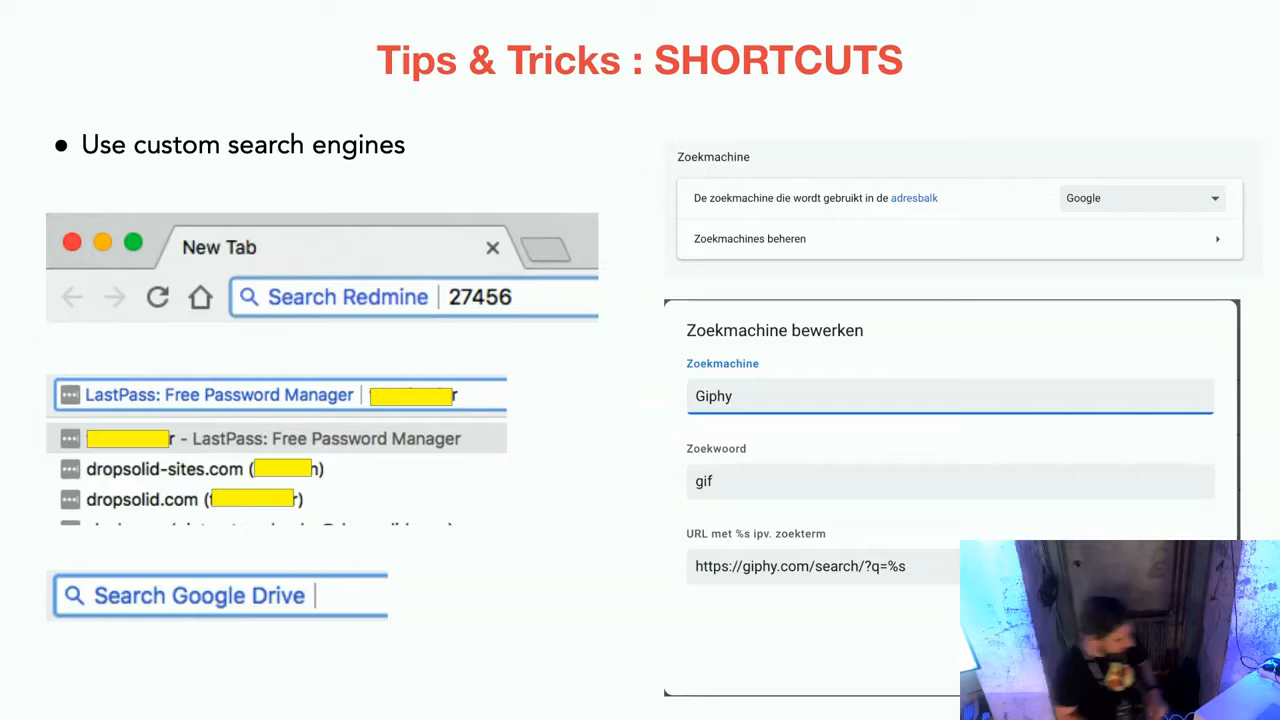 Tips & Tricks : SHORTCUTS
● Use custom search engines
New Tab
Search Redmine 27456
LastPass: Free Password Manager r
r - LastPass: Free Password Manager
dropsolid-sites.com ( n)
dropsolid.com ( r)
Search Google Drive
Zoekmachine
De zoekmachine die wordt gebruikt in de adresbalk
Google
Zoekmachines beheren
Zoekmachine bewerken
Zoekmachine
Giphy
Zoekwoord
gif
URL met %s ipv. zoekterm
https://giphy.com/search/?q=%s